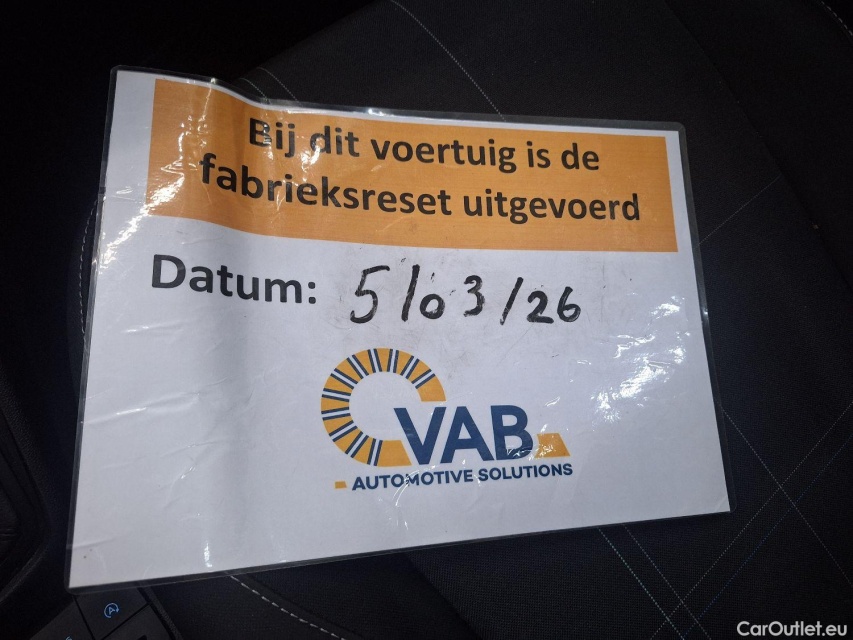 Bij dit voertuig is de
fabrieksreset uitgevoerd
Datum: 5/03/26
VAB
AUTOMOTIVE SOLUTIONS
A
CarOutlet.eu